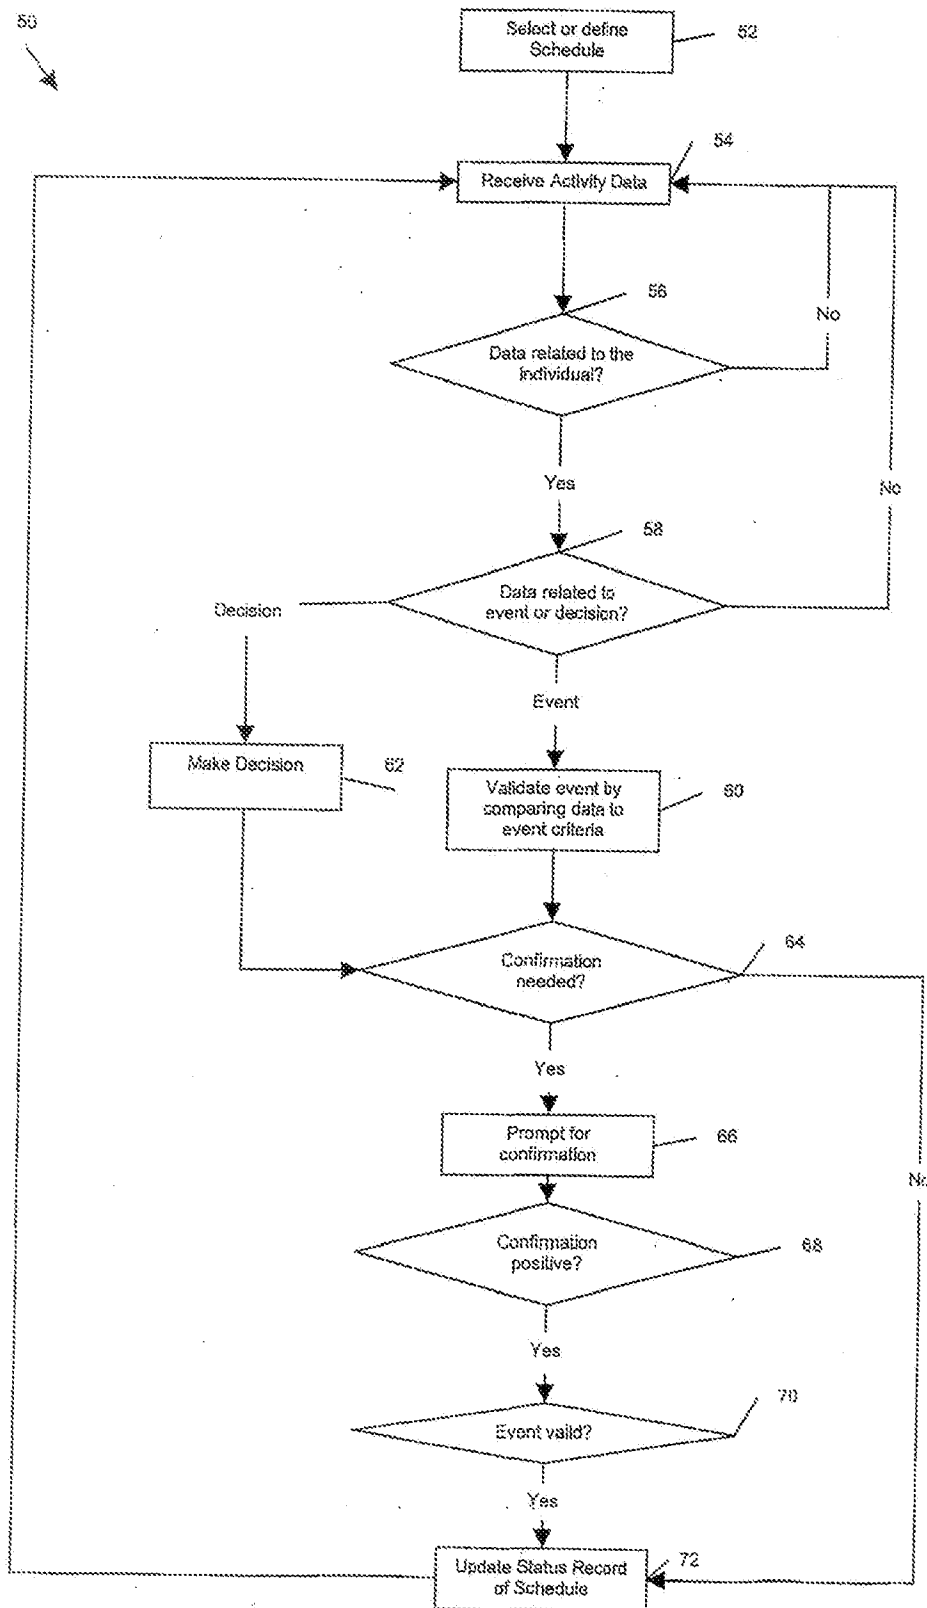 50
Select or define
Schedule
52
54
Receive Activity Data
56
No
Data related to the
individual?
Yes
No
58
Data related to
event or decision?
Decision
Event
Make Decision
62
Validate event by
comparing data to
event criteria
60
64
Confirmation
needed?
Yes
Prompt for
confirmation
66
No
Confirmation
positive?
68
Yes
70
Event valid?
Yes
Update Status Record
of Schedule
72